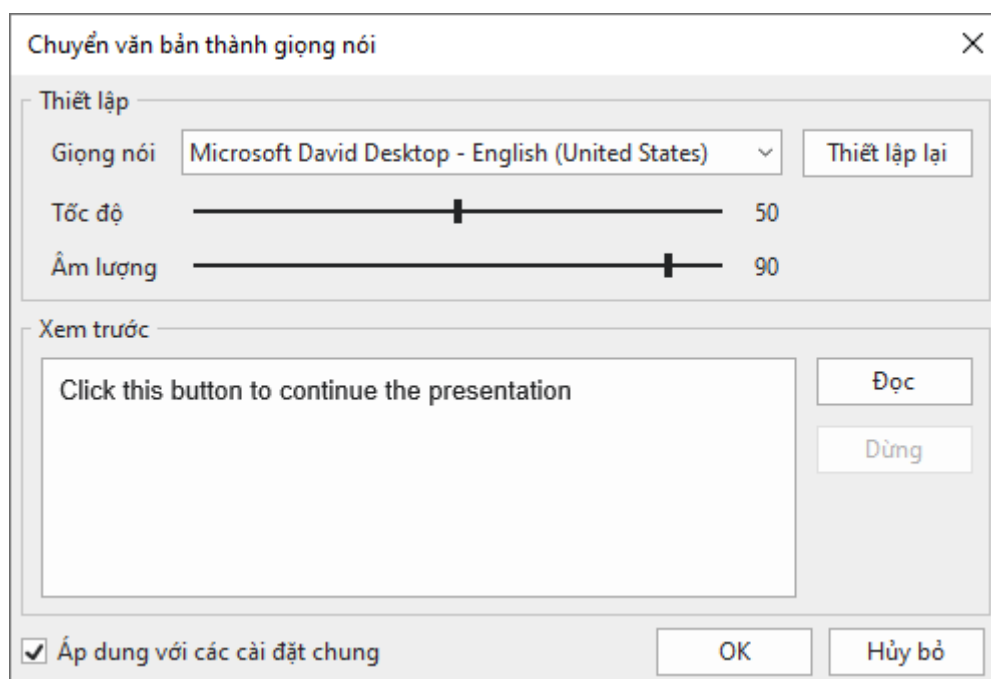 Chuyển văn bản thành giọng nói
Thiết lập
Giọng nói Microsoft David Desktop - English (United States) Thiết lập lại
Tốc độ 50
Âm lượng 90
Xem trước
Click this button to continue the presentation
Đọc
Dừng
Áp dụng với các cài đặt chung OK Hủy bỏ